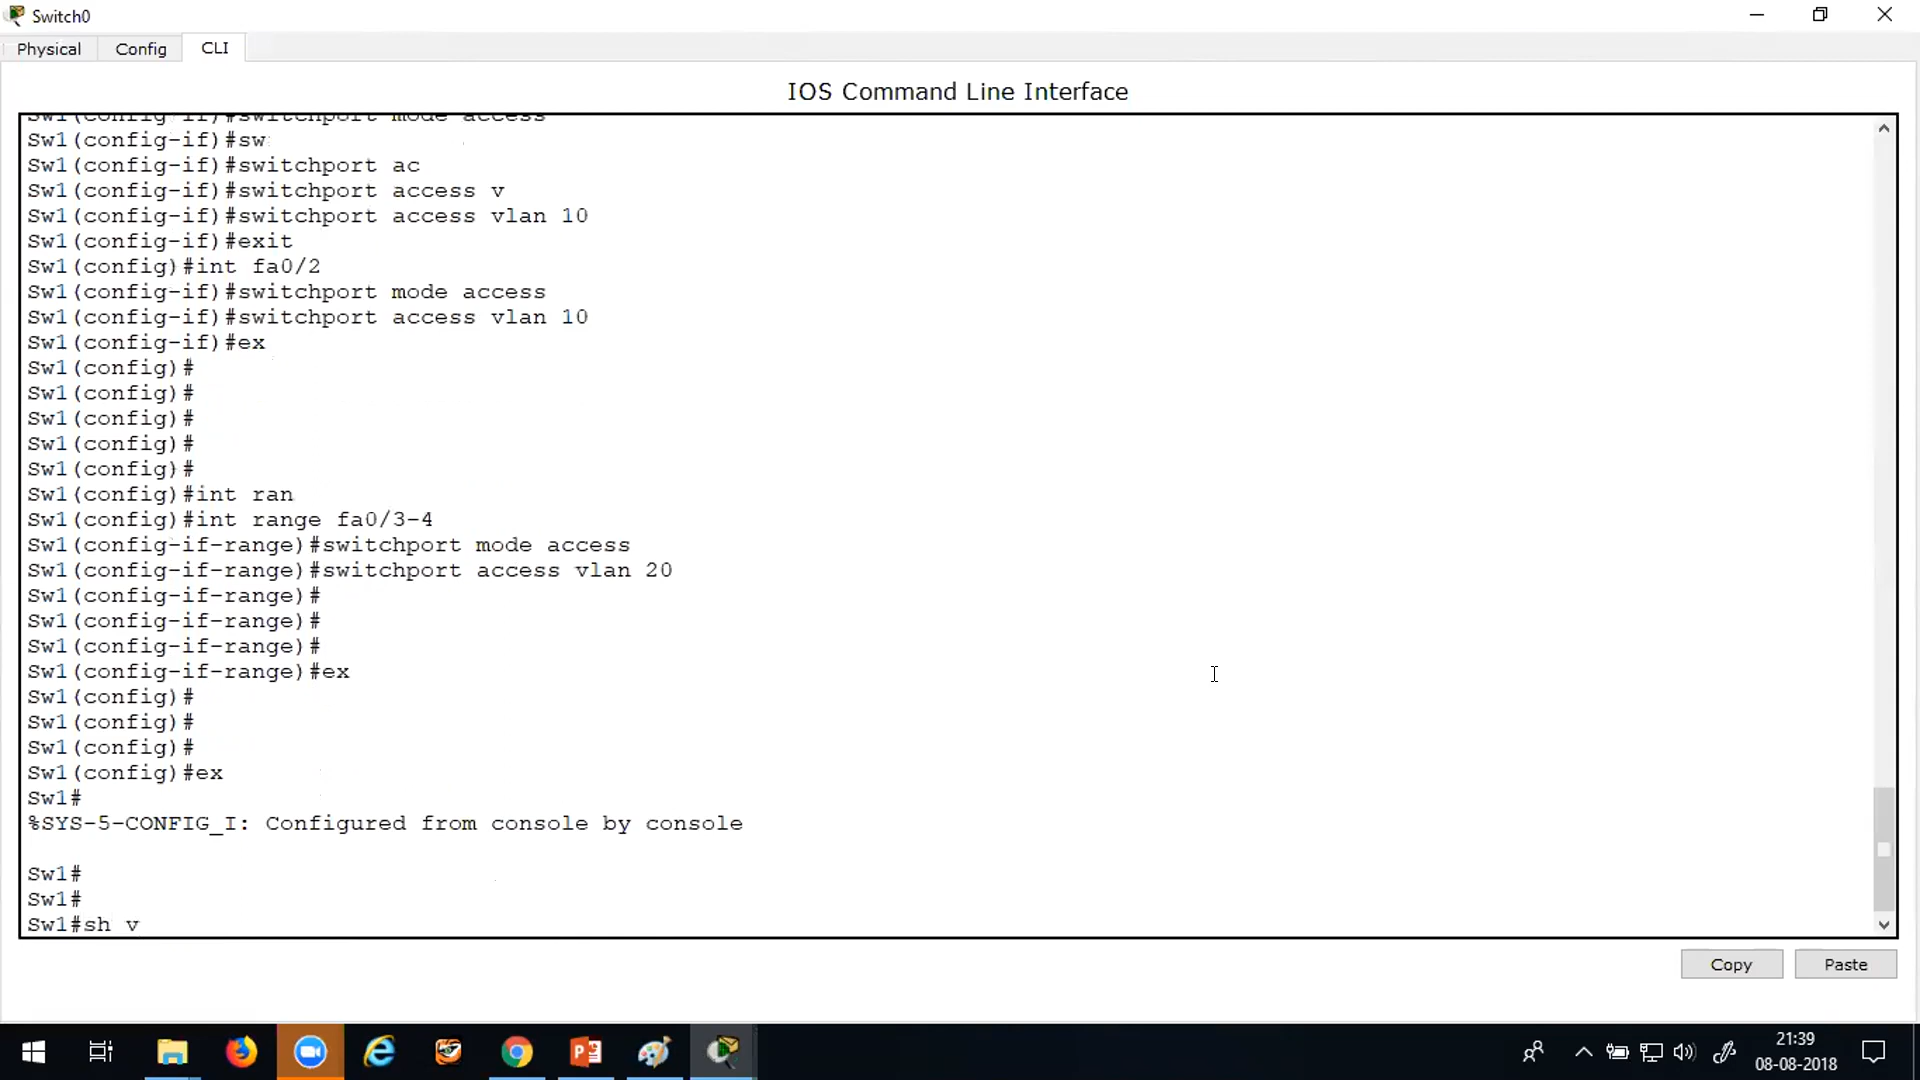 Switch0
Physical
Config
CLI
IOS Command Line Interface
Sw1(config-if)#switchport mode access
Sw1(config-if)#sw
Sw1(config-if)#switchport ac
Sw1(config-if)#switchport access v
Sw1(config-if)#switchport access vlan 10
Sw1(config-if)#exit
Sw1(config)#int fa0/2
Sw1(config-if)#switchport mode access
Sw1(config-if)#switchport access vlan 10
Sw1(config-if)#ex
Sw1(config)#
Sw1(config)#
Sw1(config)#
Sw1(config)#
Sw1(config)#
Sw1(config)#int ran
Sw1(config)#int range fa0/3-4
Sw1(config-if-range)#switchport mode access
Sw1(config-if-range)#switchport access vlan 20
Sw1(config-if-range)#
Sw1(config-if-range)#
Sw1(config-if-range)#
Sw1(config-if-range)#ex
Sw1(config)#
Sw1(config)#
Sw1(config)#
Sw1(config)#ex
Sw1#
%SYS-5-CONFIG_I: Configured from console by console
Sw1#
Sw1#
Sw1#sh v
Copy
Paste
21:39
08-08-2018